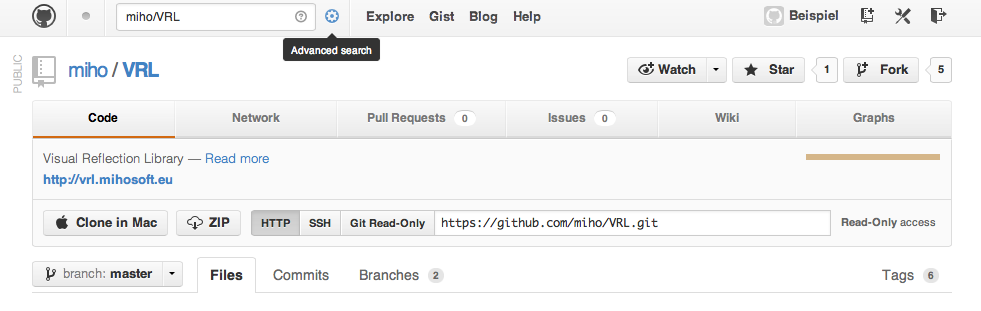 miho/VRL Explore Gist Blog Help Beispiel
Advanced search
PUBLIC
miho / VRL Watch Star 1 Fork 5
Code Network Pull Requests 0 Issues 0 Wiki Graphs
Visual Reflection Library — Read more
http://vrl.mihosoft.eu
Clone in Mac ZIP HTTP SSH Git Read-Only https://github.com/miho/VRL.git Read-Only access
branch: master Files Commits Branches 2 Tags 6